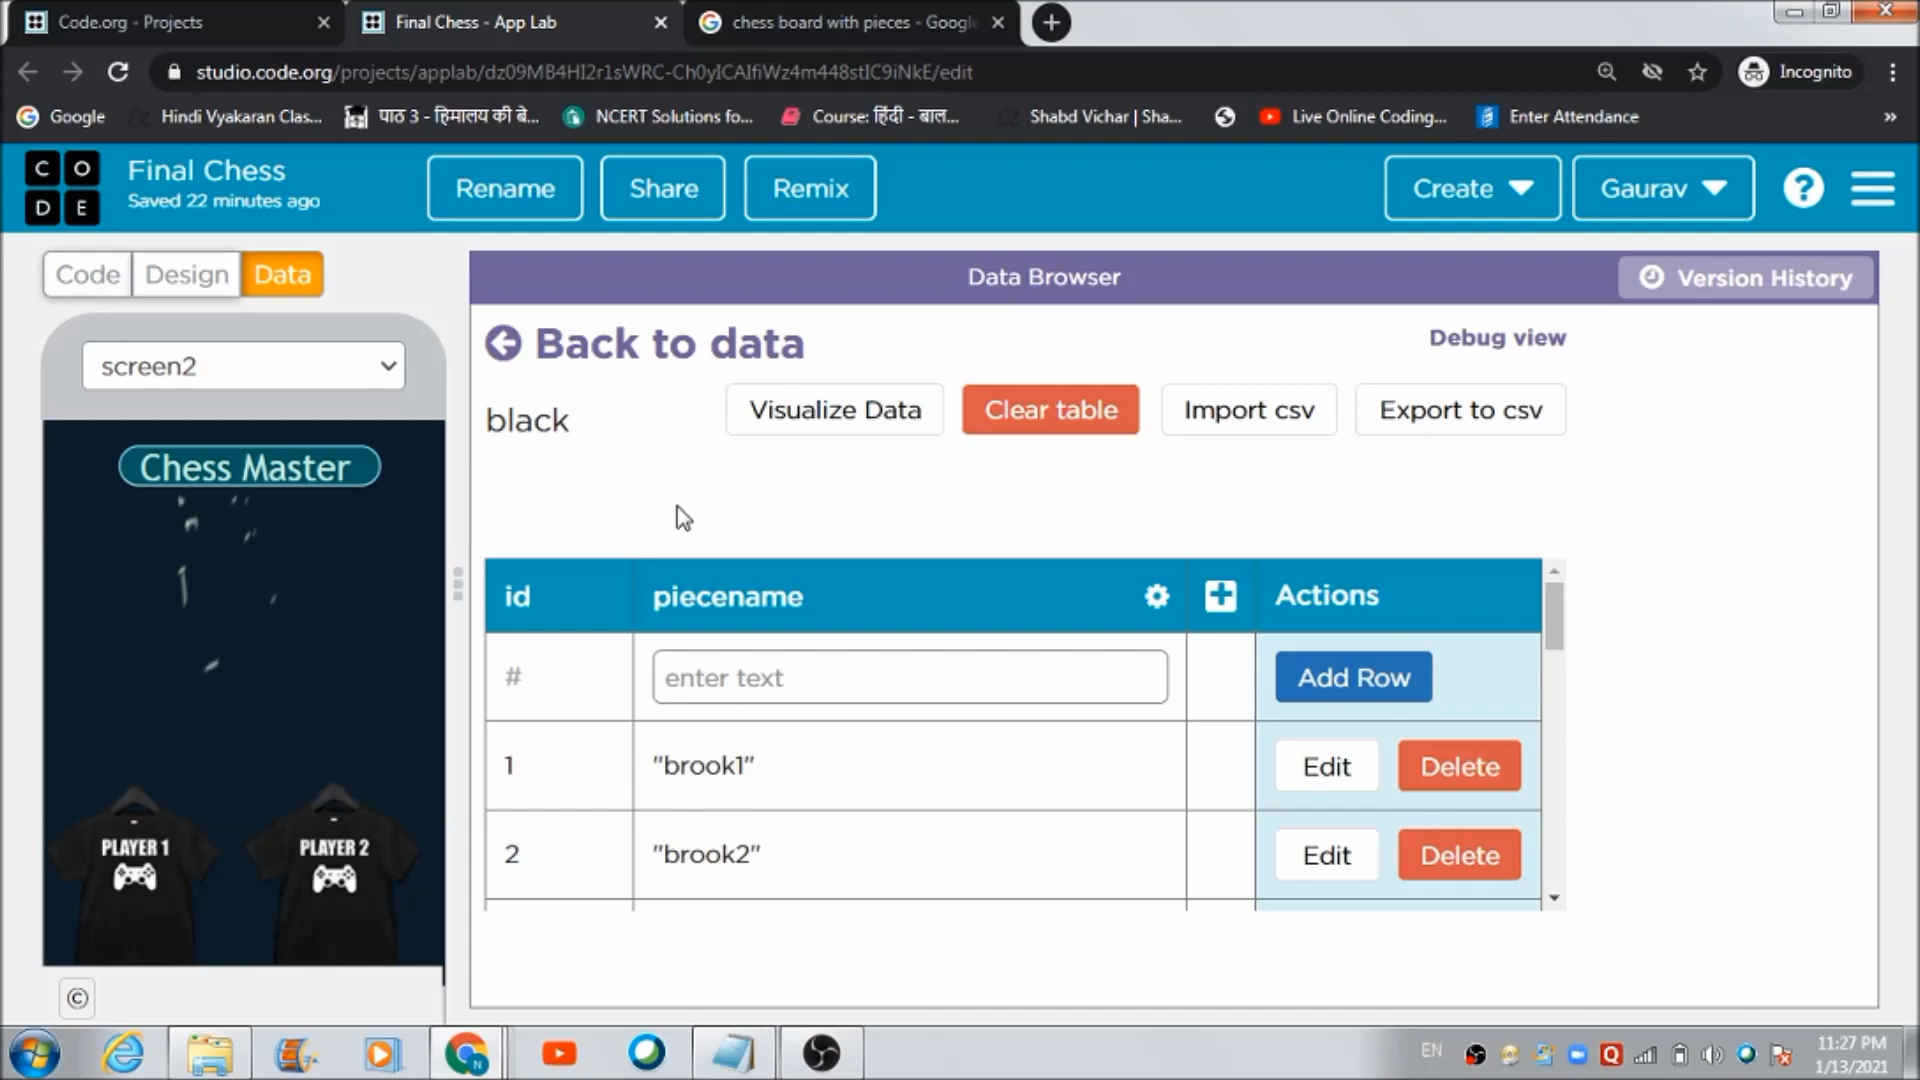 Code.org - Projects
Final Chess - App Lab
chess board with pieces - Google
studio.code.org/projects/applab/dz09MB4HI2r1sWRC-Ch0yICAIfiWz4m448stIC9iNkE/edit
Incognito
Google
Hindi Vyakaran Clas...
पाठ 3 - हिमालय की बे...
NCERT Solutions fo...
Course: हिंदी - बाल...
Shabd Vichar | Sha...
Live Online Coding...
Enter Attendance
»
C O
D E
Final Chess
Saved 22 minutes ago
Rename
Share
Remix
Create
Gaurav
?
Code
Design
Data
Data Browser
Version History
screen2
Back to data
Debug view
black
Visualize Data
Clear table
Import csv
Export to csv
Chess Master
id
piecename
Actions
#
enter text
Add Row
1
"brook1"
Edit
Delete
2
"brook2"
Edit
Delete
PLAYER 1
PLAYER 2
©
EN
11:27 PM
1/13/2021